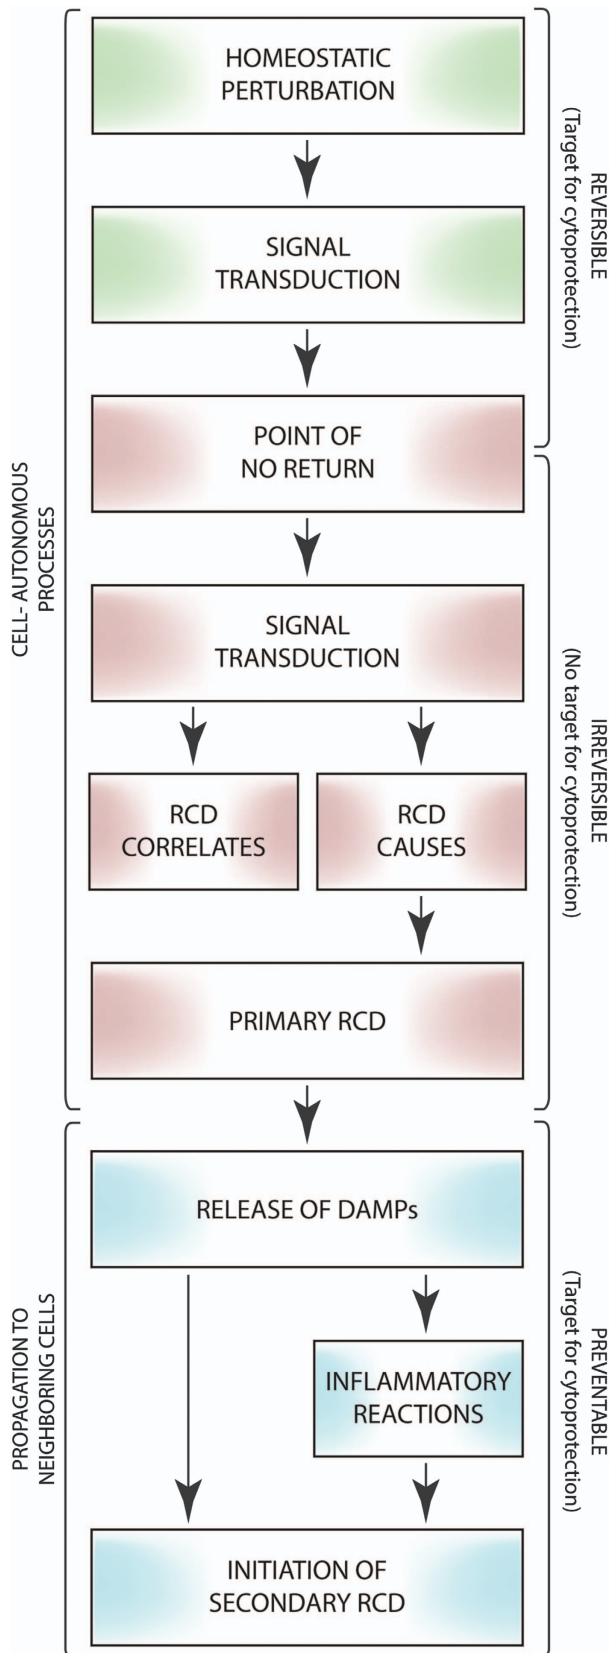 HOMEOSTATIC
PERTURBATION
REVERSIBLE
(Target for cytoprotection)
SIGNAL
TRANSDUCTION
POINT OF
NO RETURN
CELL- AUTONOMOUS
PROCESSES
SIGNAL
TRANSDUCTION
IRREVERSIBLE
(No target for cytoprotection)
RCD
CORRELATES
RCD
CAUSES
PRIMARY RCD
RELEASE OF DAMPs
PROPAGATION TO
NEIGHBORING CELLS
PREVENTABLE
(Target for cytoprotection)
INFLAMMATORY
REACTIONS
INITIATION OF
SECONDARY RCD